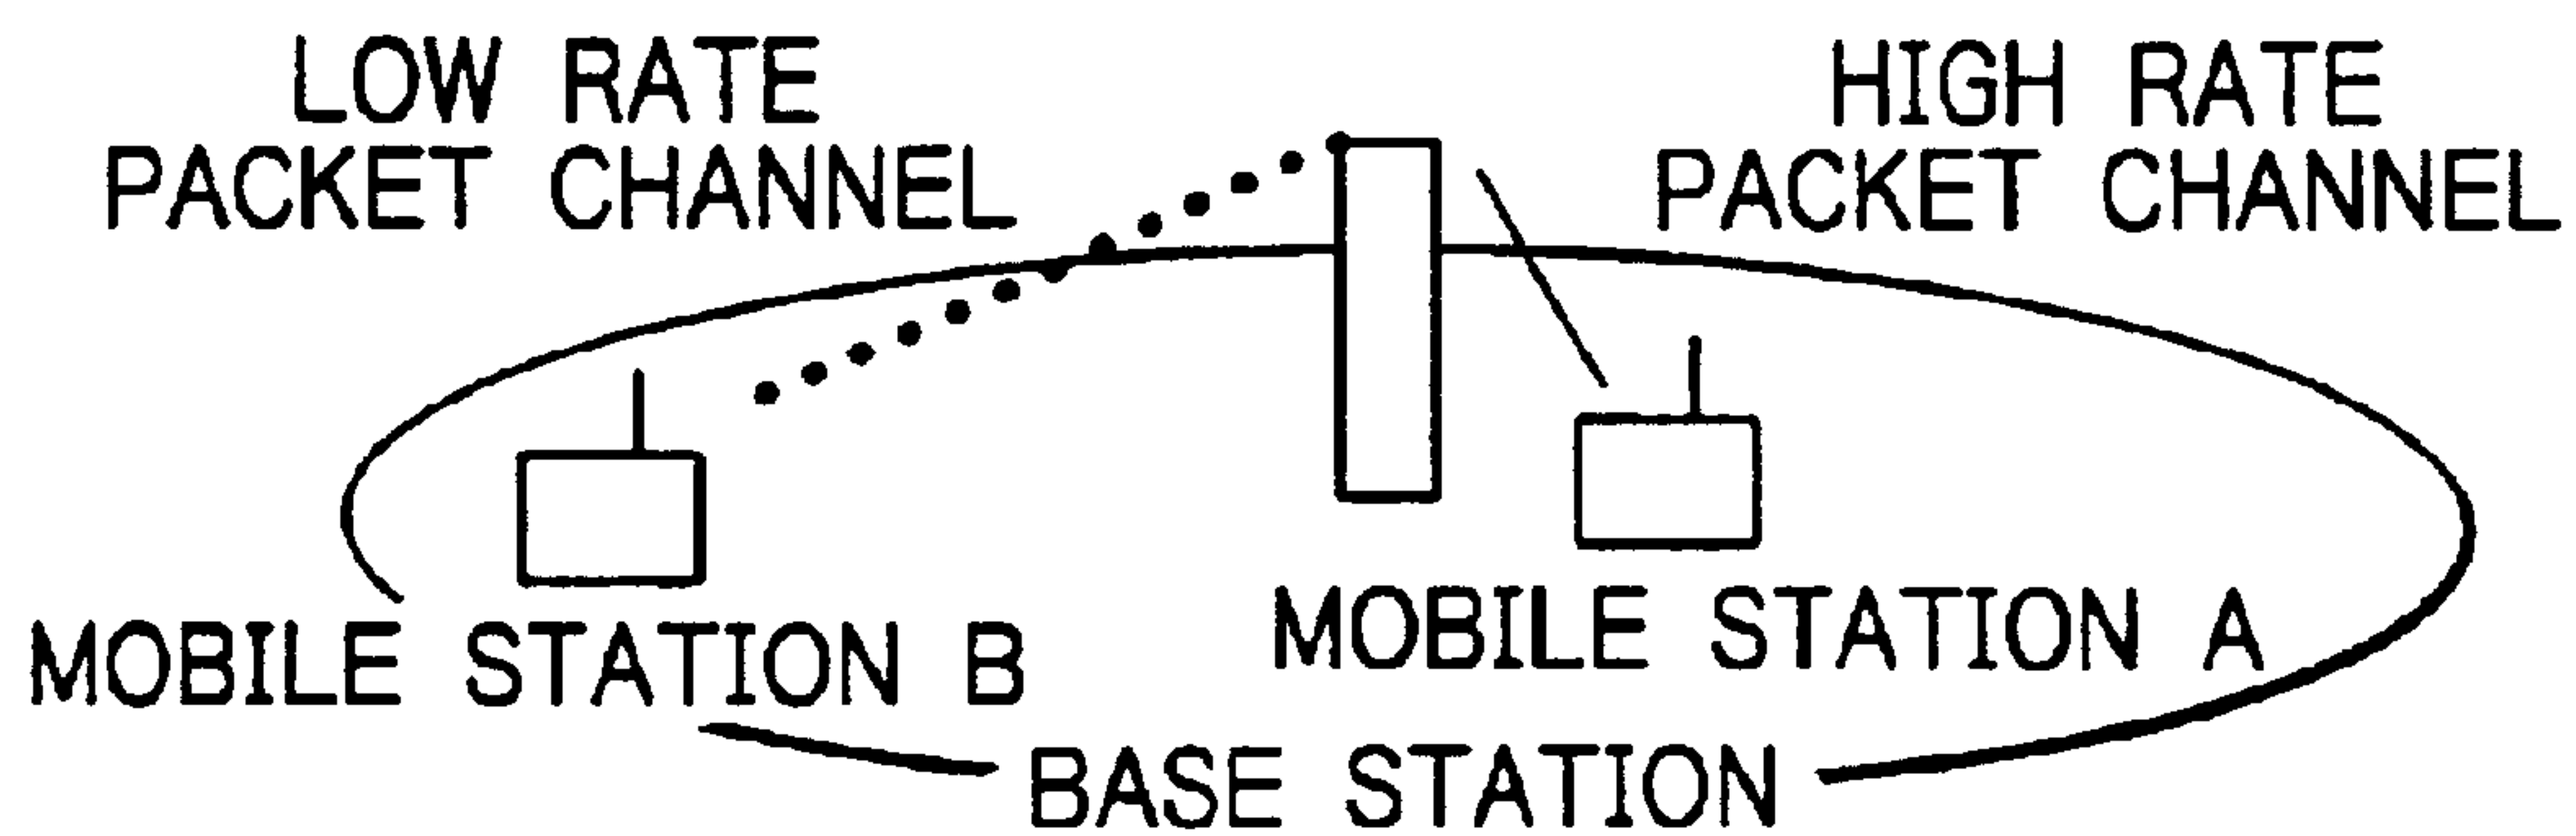 LOW RATE
PACKET CHANNEL
HIGH RATE
PACKET CHANNEL
MOBILE STATION B
MOBILE STATION A
BASE STATION